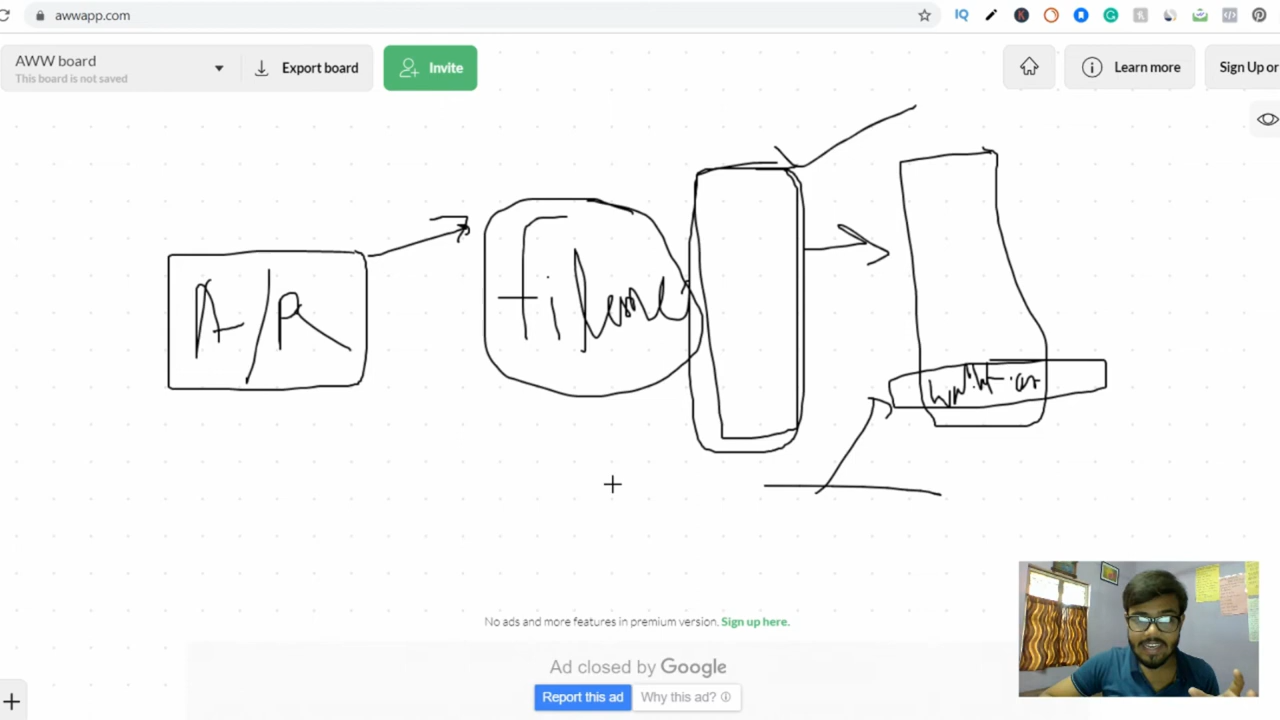 awwapp.com
IQ
AWW board
This board is not saved
Export board
Invite
Learn more
Sign Up or
A/R
No ads and more features in premium version. Sign up here.
Ad closed by Google
Report this ad
Why this ad?